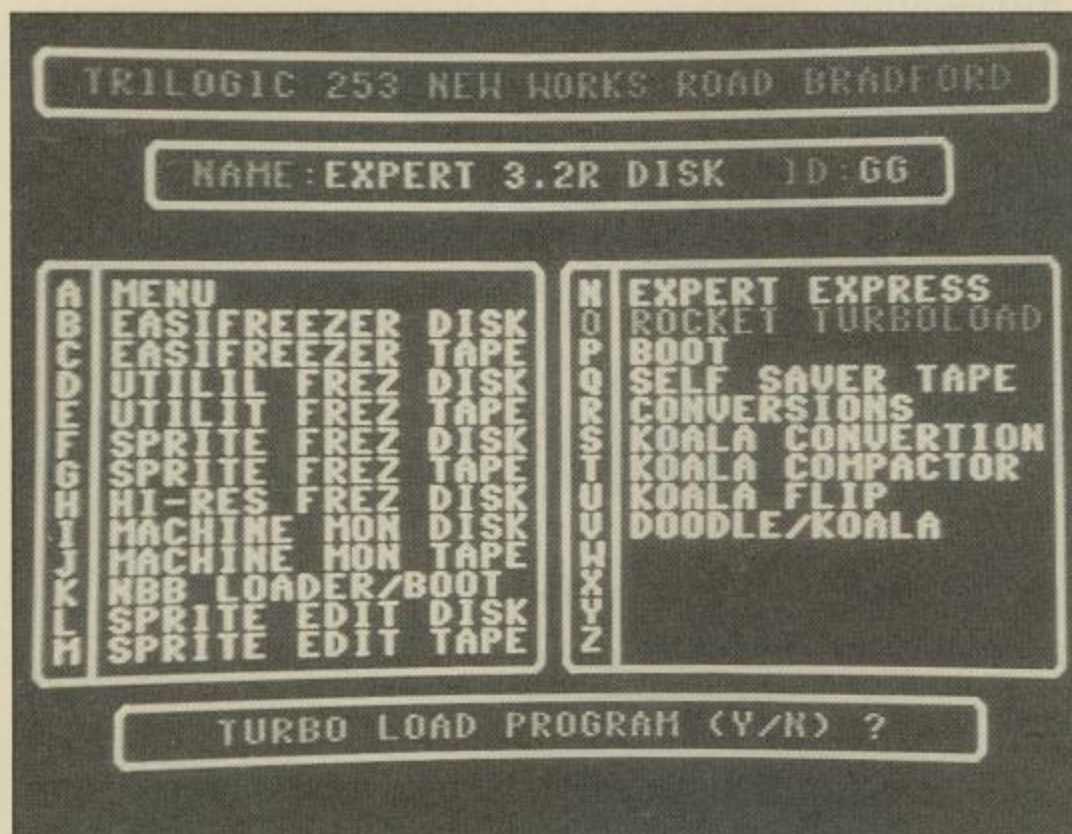 TRILOGIC 253 NEW WORKS ROAD BRADFORD
NAME:EXPERT 3.2R DISK ID:GG
A MENU
B EASIFREEZER DISK
C EASIFREEZER TAPE
D UTILIL FREZ DISK
E UTILIT FREZ TAPE
F SPRITE FREZ DISK
G SPRITE FREZ TAPE
H HI-RES FREZ DISK
I MACHINE MON DISK
J MACHINE MON TAPE
K NBB LOADER/BOOT
L SPRITE EDIT DISK
M SPRITE EDIT TAPE
N EXPERT EXPRESS
O ROCKET TURBOLOAD
P BOOT
Q SELF SAVER TAPE
R CONVERSIONS
S KOALA CONVERTION
T KOALA COMPACTOR
U KOALA FLIP
V DOODLE/KOALA
W
X
Y
Z
TURBO LOAD PROGRAM (Y/N) ?